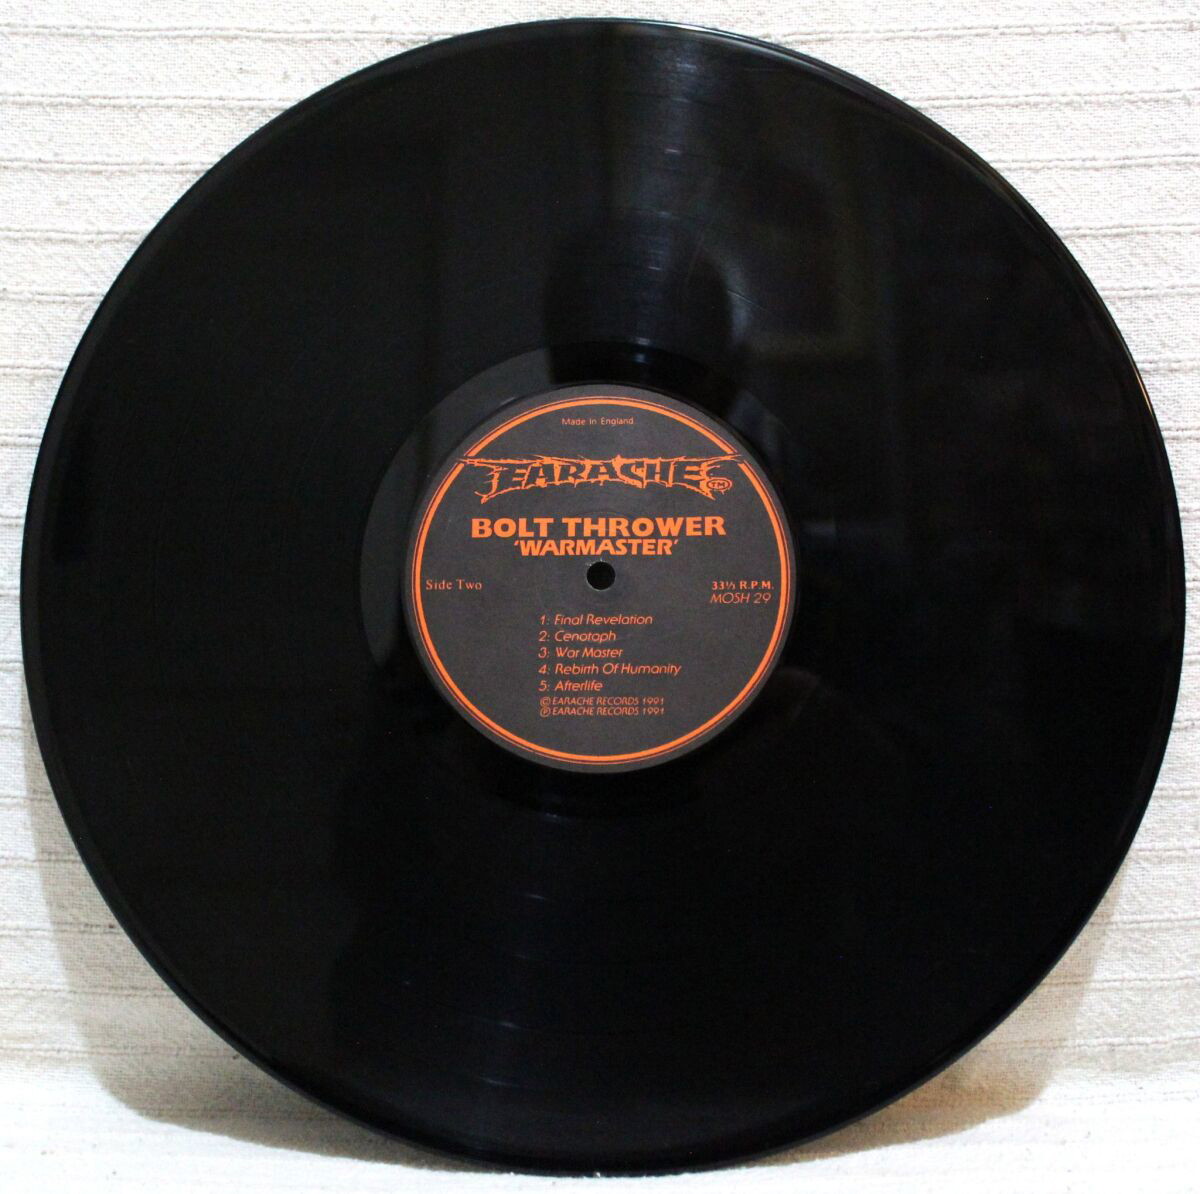 Made in England
EARACHE TM
BOLT THROWER
'WARMASTER'
Side Two
33⅓ R.P.M.
MOSH 29
1: Final Revelation
2: Cenotaph
3: War Master
4: Rebirth Of Humanity
5: Afterlife
© EARACHE RECORDS 1991
℗ EARACHE RECORDS 1991